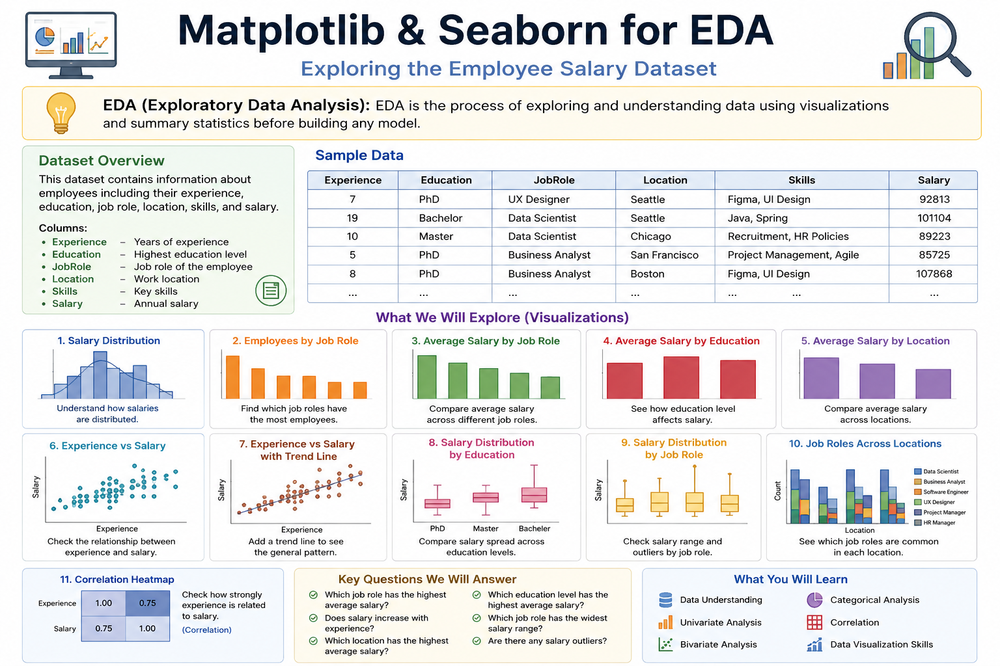 Matplotlib & Seaborn for EDA
Exploring the Employee Salary Dataset
EDA (Exploratory Data Analysis): EDA is the process of exploring and understanding data using visualizations
and summary statistics before building any model.
Dataset Overview
This dataset contains information about
employees including their experience,
education, job role, location, skills, and salary.
Columns:
• Experience – Years of experience
• Education – Highest education level
• JobRole – Job role of the employee
• Location – Work location
• Skills – Key skills
• Salary – Annual salary
Sample Data
Experience Education JobRole Location Skills Salary
7 PhD UX Designer Seattle Figma, UI Design 92813
19 Bachelor Data Scientist Seattle Java, Spring 101104
10 Master Data Scientist Chicago Recruitment, HR Policies 89223
5 PhD Business Analyst San Francisco Project Management, Agile 85725
8 PhD Business Analyst Boston Figma, UI Design 107868
... ... ... ... ... ... ...
What We Will Explore (Visualizations)
1. Salary Distribution
Understand how salaries
are distributed.
2. Employees by Job Role
Find which job roles have
the most employees.
3. Average Salary by Job Role
Compare average salary
across different job roles.
4. Average Salary by Education
See how education level
affects salary.
5. Average Salary by Location
Compare average salary
across locations.
6. Experience vs Salary
Salary
Experience
Check the relationship between
experience and salary.
7. Experience vs Salary
with Trend Line
Salary
Experience
Add a trend line to see
the general pattern.
8. Salary Distribution
by Education
Salary
PhD Master Bacheler
Compare salary spread across
education levels.
9. Salary Distribution
by Job Role
Salary
Check salary range and
outliers by job role.
10. Job Roles Across Locations
Count
Data Scientist
Business Analyst
Software Engineer
UX Designer
Project Manager
HR Manager
Location
See which job roles are common
in each location.
11. Correlation Heatmap
Experience 1.00 0.75
Salary 0.75 1.00
Check how strongly
experience is related
to salary.
(Correlation)
Key Questions We Will Answer
Which job role has the highest
average salary?
Does salary increase with
experience?
Which location has the highest
average salary?
Which education level has the
highest average salary?
Which job role has the widest
salary range?
Are there any salary outliers?
What You Will Learn
Data Understanding
Univariate Analysis
Bivariate Analysis
Categorical Analysis
Correlation
Data Visualization Skills